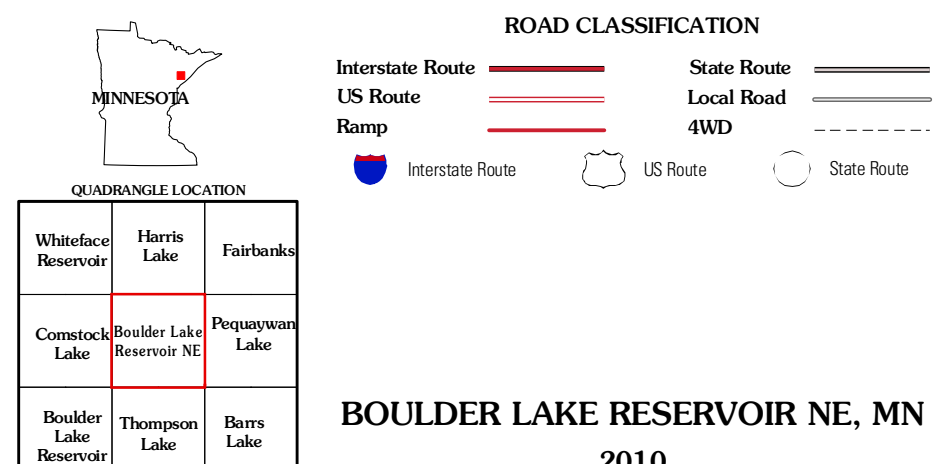 MINNESOTA
QUADRANGLE LOCATION
Whiteface
Reservoir
Harris
Lake
Fairbanks
Comstock
Lake
Boulder Lake
Reservoir NE
Pequaywan
Lake
Boulder
Lake
Reservoir
Thompson
Lake
Barrs
Lake
ROAD CLASSIFICATION
Interstate Route
State Route
US Route
Local Road
Ramp
4WD
Interstate Route
US Route
State Route
BOULDER LAKE RESERVOIR NE, MN
2010